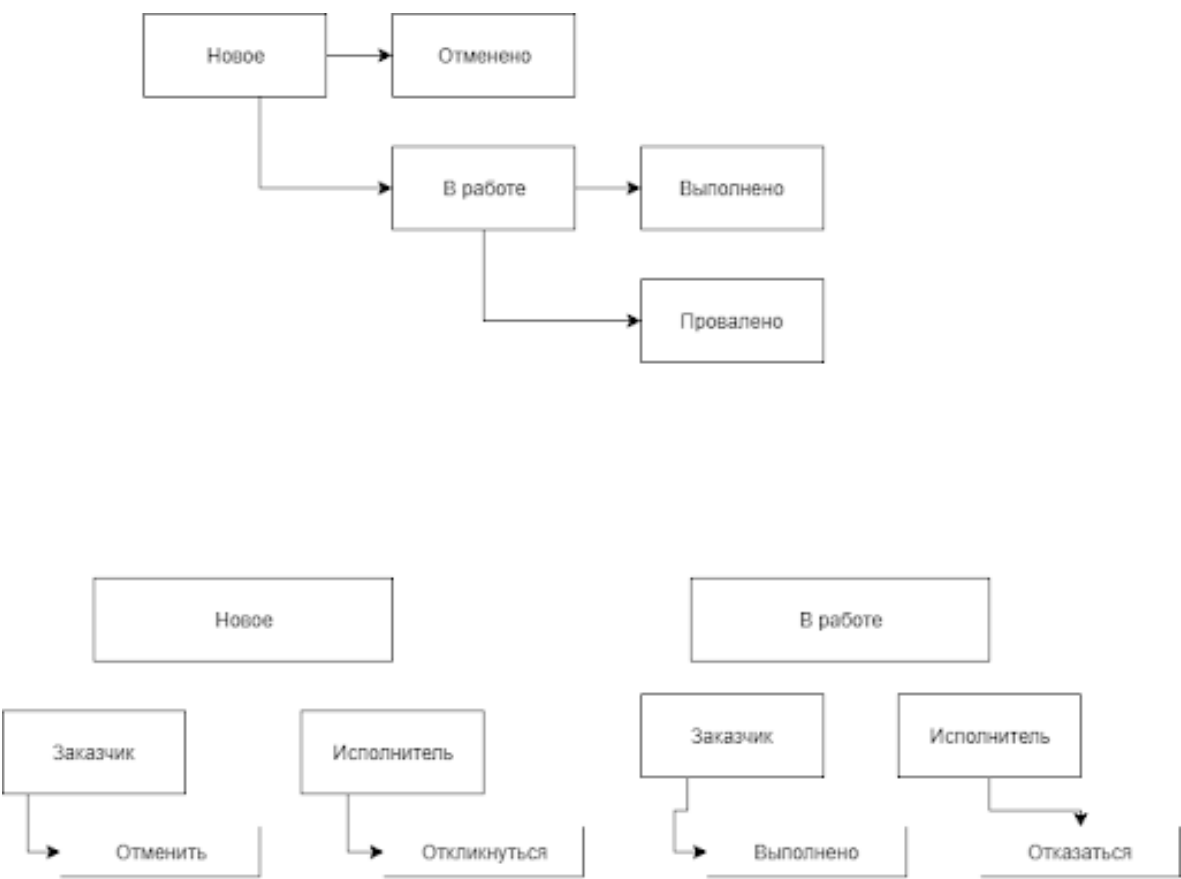 Новое
Отменено
В работе
Выполнено
Провалено
Новое
В работе
Заказчик
Исполнитель
Заказчик
Исполнитель
Отменить
Откликнуться
Выполнено
Отказаться